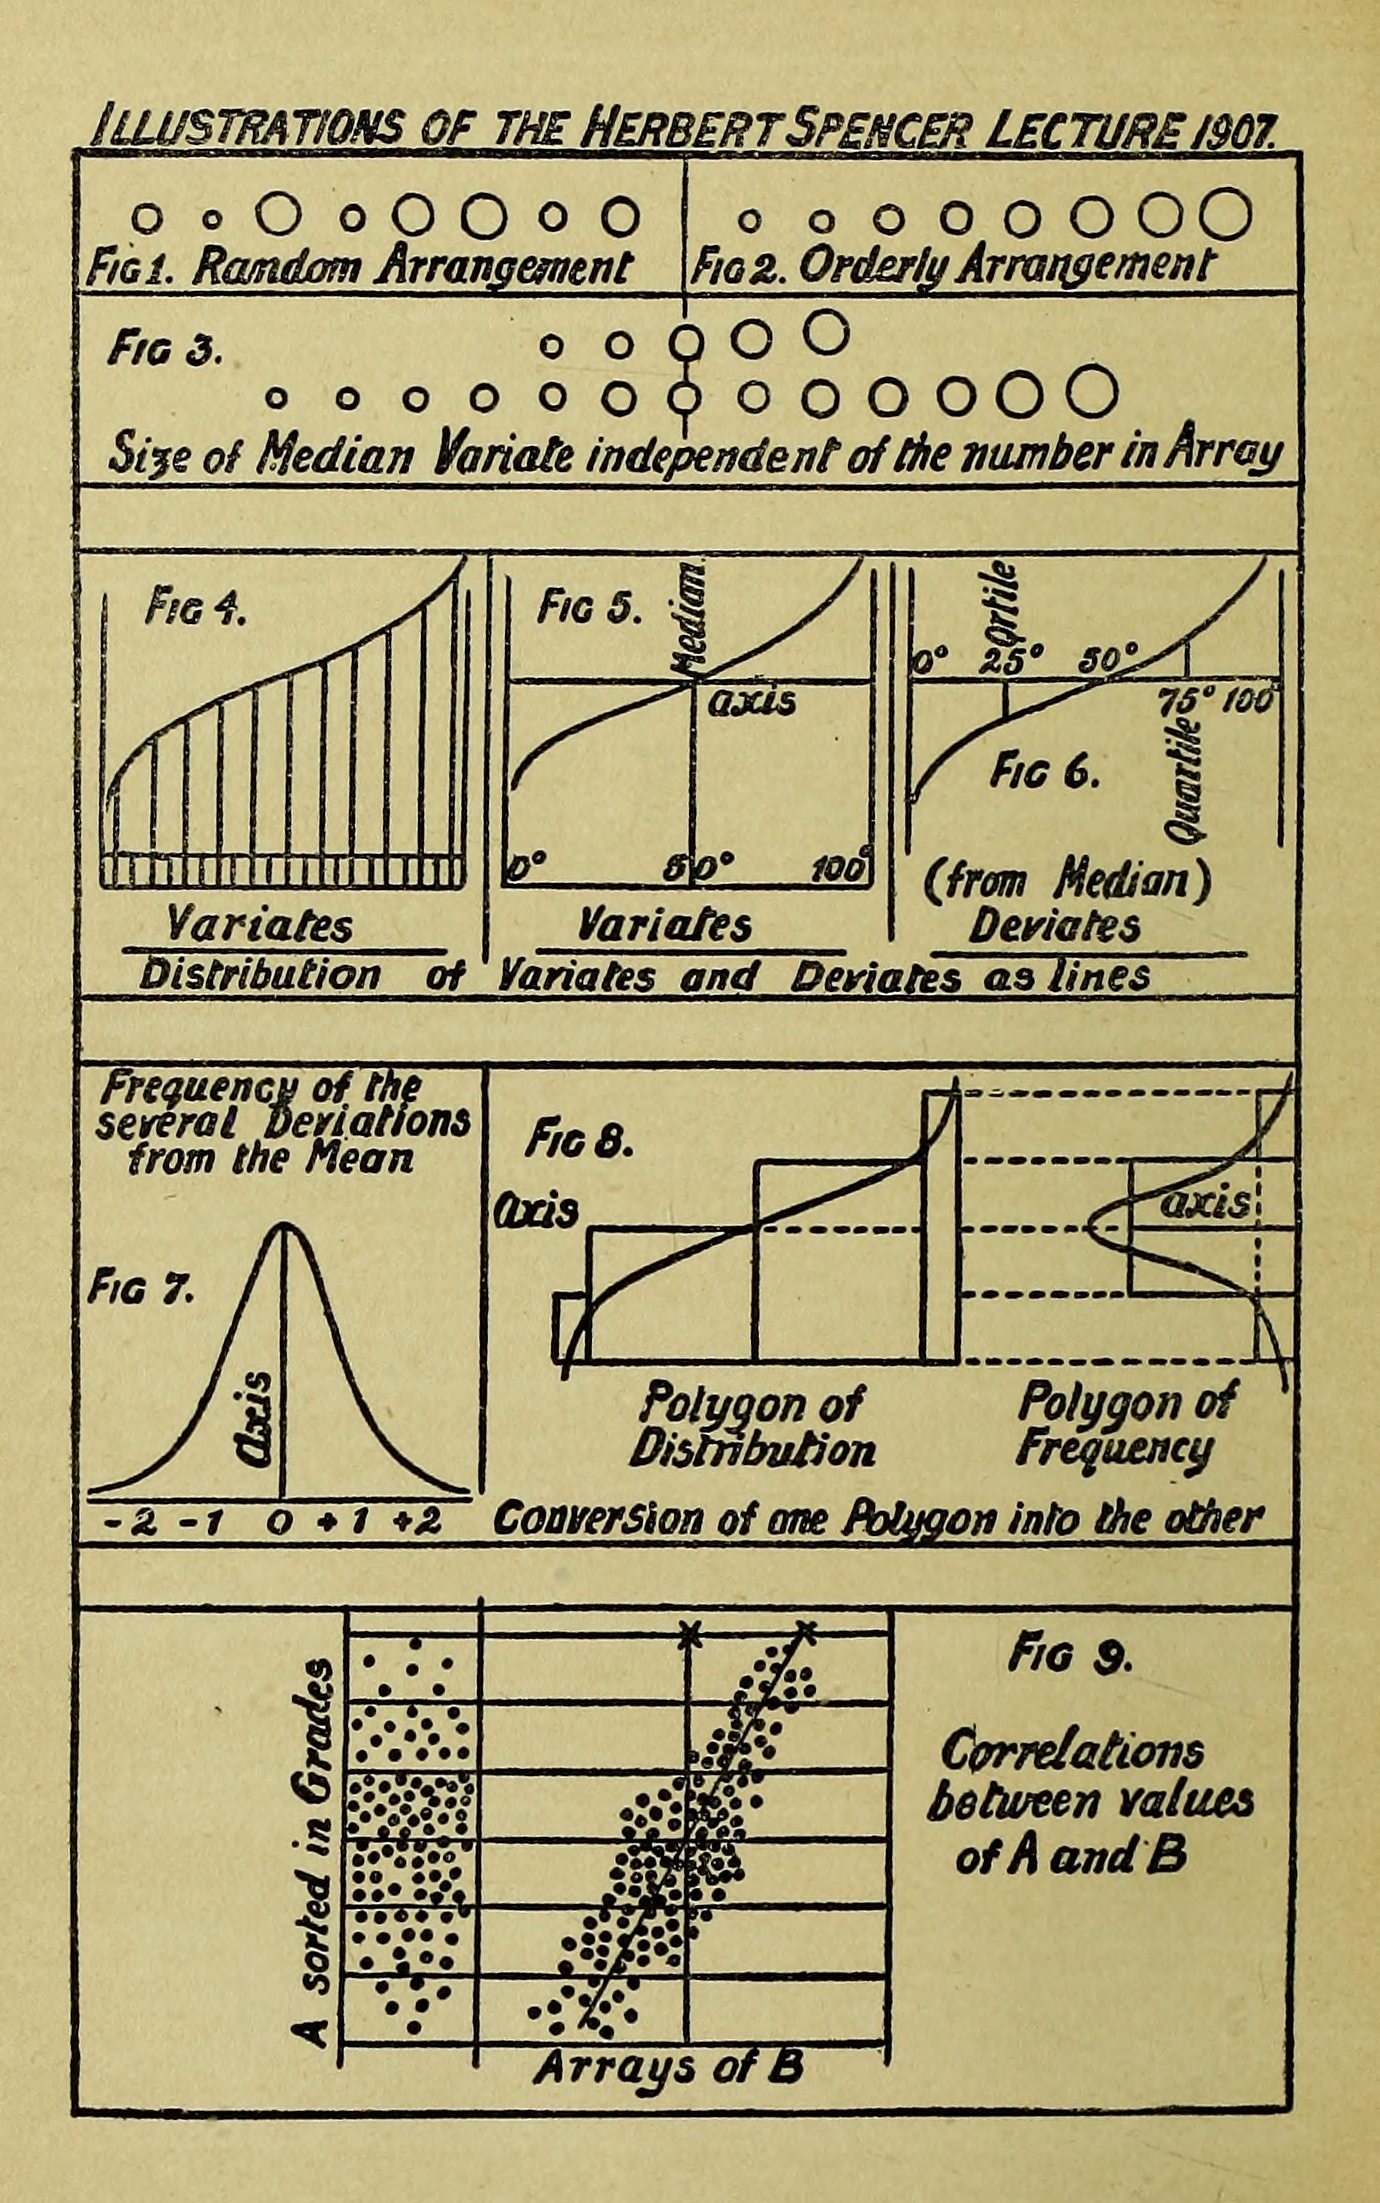 ILLUSTRATIONS OF THE HERBERT SPENCER LECTURE 1907.
FIG 1. Random Arrangement
FIG 2. Orderly Arrangement
FIG 3.
Size of Median Variate independent of the number in Array
FIG 4.
Variates
FIG 5.
Median.
axis
0° 50° 100°
Variates
Qrtile
0° 25° 50°
75° 100°
Quartile
FIG 6.
(from Median)
Deviates
Distribution of Variates and Deviates as lines
Frequency of the
several Deviations
from the Mean
FIG 7.
Axis
-2 -1 0 +1 +2
FIG 8.
axis
axis
Polygon of
Distribution
Polygon of
Frequency
Conversion of one Polygon into the other
A sorted in Grades
Arrays of B
FIG 9.
Correlations
between values
of A and B